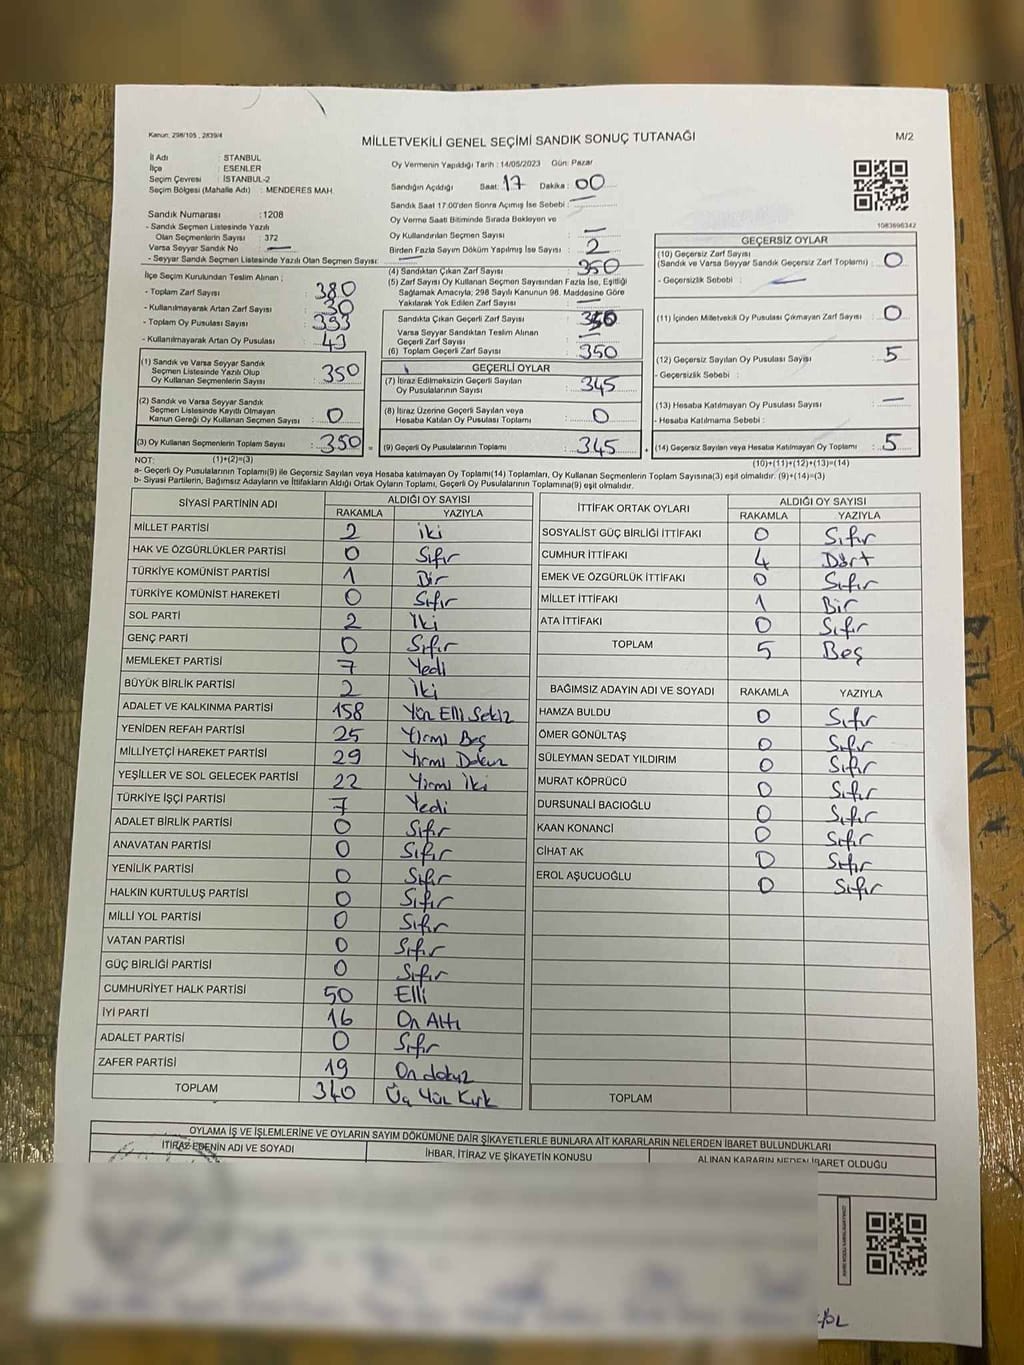 Kanun: 298/105 , 2839/4
MİLLETVEKİLİ GENEL SEÇİMİ SANDIK SONUÇ TUTANAĞI
M/2
İl Adı : STANBUL
İlçe : ESENLER
Seçim Çevresi : İSTANBUL-2
Seçim Bölgesi (Mahalle Adı) : MENDERES MAH.
Sandık Numarası : 1208
- Sandık Seçmen Listesinde Yazılı
Olan Seçmenlerin Sayısı : 372
Varsa Seyyar Sandık No —
- Seyyar Sandık Seçmen Listesinde Yazılı Olan Seçmen Sayısı: —
İlçe Seçim Kurulundan Teslim Alınan ;
- Toplam Zarf Sayısı : 380
- Kullanılmayarak Artan Zarf Sayısı : 30
- Toplam Oy Pusulası Sayısı : 393
- Kullanılmayarak Artan Oy Pusulası : 43
(1) Sandık ve Varsa Seyyar Sandık
Seçmen Listesinde Yazılı Olup
Oy Kullanan Seçmenlerin Sayısı : 350
(2) Sandık ve Varsa Seyyar Sandık
Seçmen Listesinde Kayıtlı Olmayan
Kanun Gereği Oy Kullanan Seçmen Sayısı : 0
(3) Oy Kullanan Seçmenlerin Toplam Sayısı : 350
Oy Vermenin Yapıldığı Tarih : 14/05/2023 Gün: Pazar
Sandığın Açıldığı Saat: 17 Dakika : 00
Sandık Saat 17:00'den Sonra Açılmış İse Sebebi : —
Oy Verme Saati Bitiminde Sırada Bekleyen ve
Oy Kullandırılan Seçmen Sayısı : —
Birden Fazla Sayım Döküm Yapılmış İse Sayısı : 2
(4) Sandıktan Çıkan Zarf Sayısı : 350
(5) Zarf Sayısı Oy Kullanan Seçmen Sayısından Fazla İse, Eşitliği
Sağlamak Amacıyla, 298 Sayılı Kanunun 98. Maddesine Göre
Yakılarak Yok Edilen Zarf Sayısı : —
Sandıkta Çıkan Geçerli Zarf Sayısı : 350
Varsa Seyyar Sandıktan Teslim Alınan
Geçerli Zarf Sayısı : —
(6) Toplam Geçerli Zarf Sayısı : 350
GEÇERLİ OYLAR
(7) İtiraz Edilmeksizin Geçerli Sayılan
Oy Pusulalarının Sayısı : 345
(8) İtiraz Üzerine Geçerli Sayılan veya
Hesaba Katılan Oy Pusulası Sayısı : 0
(9) Geçerli Oy Pusulalarının Toplamı : 345
1083696342
GEÇERSİZ OYLAR
(10) Geçersiz Zarf Sayısı
(Sandık ve Varsa Seyyar Sandık Geçersiz Zarf Toplamı) : 0
- Geçersizlik Sebebi : —
(11) İçinden Milletvekili Oy Pusulası Çıkmayan Zarf Sayısı : 0
(12) Geçersiz Sayılan Oy Pusulası Sayısı : 5
- Geçersizlik Sebebi :
(13) Hesaba Katılmayan Oy Pusulası Sayısı : —
- Hesaba Katılmama Sebebi :
(14) Geçersiz Sayılan veya Hesaba Katılmayan Oy Toplamı : 5
NOT: (1)+(2)=(3) (10)+(11)+(12)+(13)=(14)
a- Geçerli Oy Pusulalarının Toplamı(9) ile Geçersiz Sayılan veya Hesaba katılmayan Oy Toplamı(14) Toplamları, Oy Kullanan Seçmenlerin Toplam Sayısına(3) eşit olmalıdır. (9)+(14)=(3)
b- Siyasi Partilerin, Bağımsız Adayların ve İttifakların Aldığı Ortak Oyların Toplamı, Geçerli Oy Pusulalarının Toplamına(9) eşit olmalıdır.
SİYASİ PARTİNİN ADI ALDIĞI OY SAYISI
RAKAMLA YAZIYLA
MİLLET PARTİSİ 2 İki
HAK VE ÖZGÜRLÜKLER PARTİSİ 0 Sıfır
TÜRKİYE KOMÜNİST PARTİSİ 1 Bir
TÜRKİYE KOMÜNİST HAREKETİ 0 Sıfır
SOL PARTİ 2 İki
GENÇ PARTİ 0 Sıfır
MEMLEKET PARTİSİ 7 Yedi
BÜYÜK BİRLİK PARTİSİ 2 İki
ADALET VE KALKINMA PARTİSİ 158 Yüz Elli Sekiz
YENİDEN REFAH PARTİSİ 25 Yirmi Beş
MİLLİYETÇİ HAREKET PARTİSİ 29 Yirmi Dokuz
YEŞİLLER VE SOL GELECEK PARTİSİ 22 Yirmi İki
TÜRKİYE İŞÇİ PARTİSİ 7 Yedi
ADALET BİRLİK PARTİSİ 0 Sıfır
ANAVATAN PARTİSİ 0 Sıfır
YENİLİK PARTİSİ 0 Sıfır
HALKIN KURTULUŞ PARTİSİ 0 Sıfır
MİLLİ YOL PARTİSİ 0 Sıfır
VATAN PARTİSİ 0 Sıfır
GÜÇ BİRLİĞİ PARTİSİ 0 Sıfır
CUMHURİYET HALK PARTİSİ 50 Elli
İYİ PARTİ 16 On Altı
ADALET PARTİSİ 0 Sıfır
ZAFER PARTİSİ 19 On dokuz
TOPLAM 340 Üç Yüz Kırk
İTTİFAK ORTAK OYLARI ALDIĞI OY SAYISI
RAKAMLA YAZIYLA
SOSYALİST GÜÇ BİRLİĞİ İTTİFAKI 0 Sıfır
CUMHUR İTTİFAKI 4 Dört
EMEK VE ÖZGÜRLÜK İTTİFAKI 0 Sıfır
MİLLET İTTİFAKI 1 Bir
ATA İTTİFAKI 0 Sıfır
TOPLAM 5 Beş
BAĞIMSIZ ADAYIN ADI VE SOYADI RAKAMLA YAZIYLA
HAMZA BULDU 0 Sıfır
ÖMER GÖNÜLTAŞ 0 Sıfır
SÜLEYMAN SEDAT YILDIRIM 0 Sıfır
MURAT KÖPRÜCÜ 0 Sıfır
DURSUNALİ BACIOĞLU 0 Sıfır
KAAN KONANCİ 0 Sıfır
CİHAT AK 0 Sıfır
EROL AŞUCUOĞLU 0 Sıfır
TOPLAM
OYLAMA İŞ VE İŞLEMLERİNE VE OYLARIN SAYIM DÖKÜMÜNE DAİR ŞİKAYETLERLE BUNLARA AİT KARARLARIN NELERDEN İBARET BULUNDUKLARI
İTİRAZ EDENİN ADI VE SOYADI İHBAR, İTİRAZ VE ŞİKAYETİN KONUSU ALINAN KARARIN NEDEN İBARET OLDUĞU